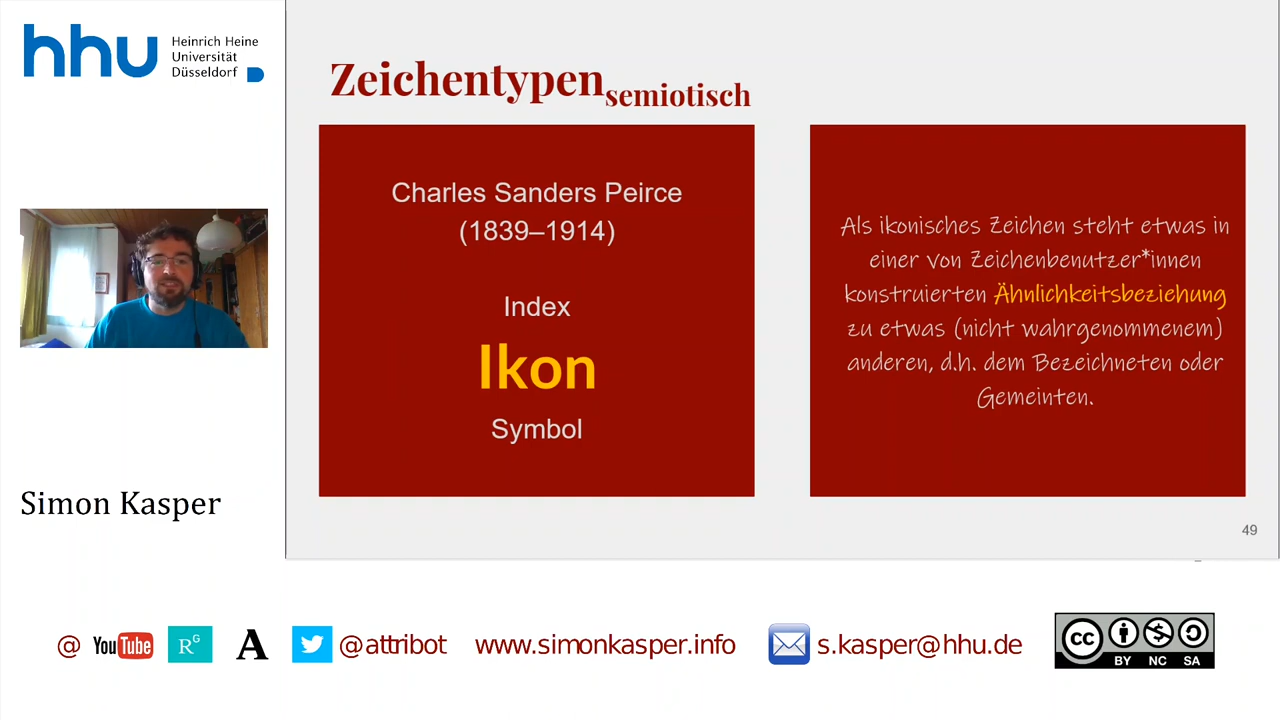 hhu
Heinrich Heine
Universität
Düsseldorf
Zeichentypen semiotisch
Charles Sanders Peirce
(1839–1914)
Index
Ikon
Symbol
Als ikonisches Zeichen steht etwas in
einer von Zeichenbenutzer*innen
konstruierten Ähnlichkeitsbeziehung
zu etwas (nicht wahrgenommenem)
anderen, d.h. dem Bezeichneten oder
Gemeinten.
49
Simon Kasper
@ YouTube RG A @attribot www.simonkasper.info s.kasper@hhu.de
cc BY NC SA